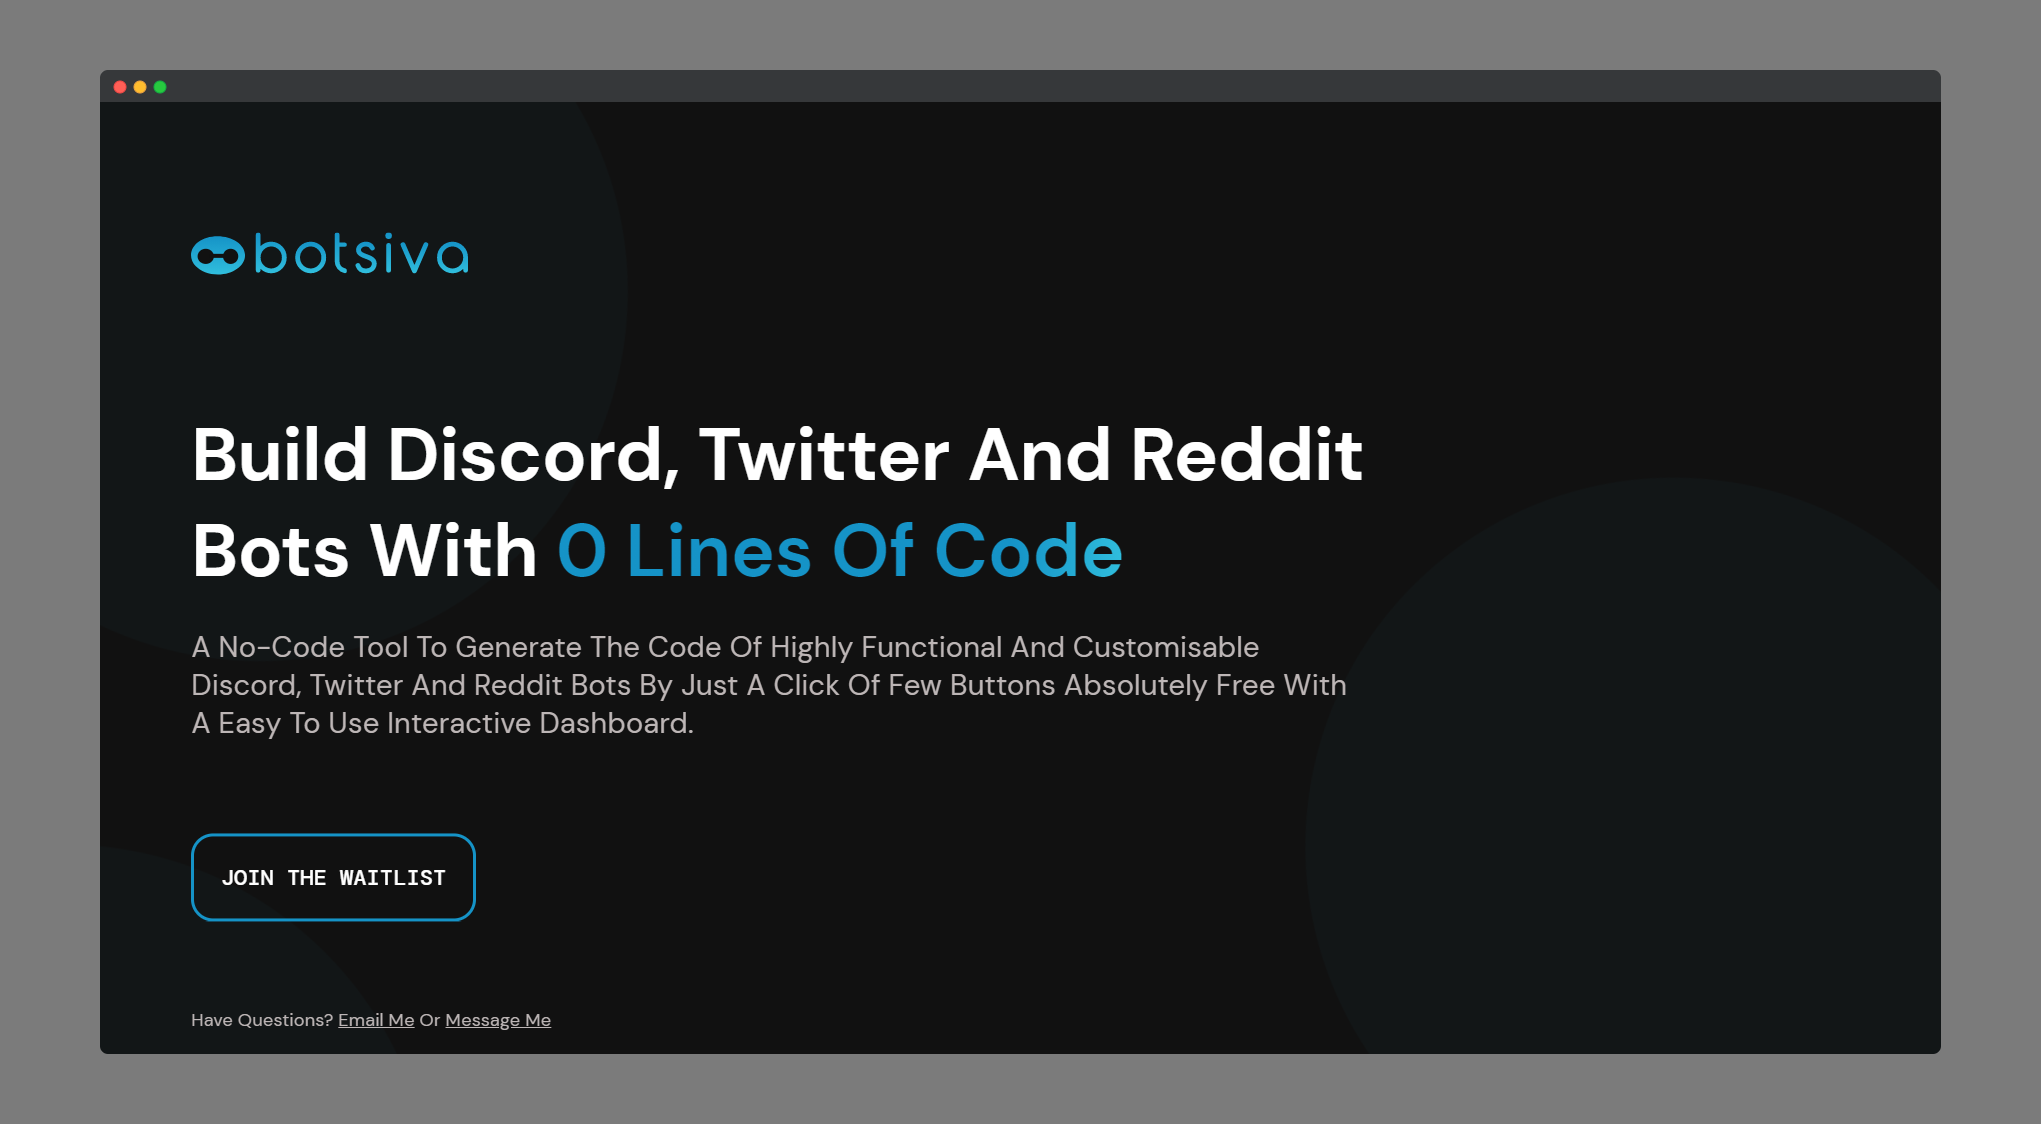 botsiva
Build Discord, Twitter And Reddit
Bots With 0 Lines Of Code
A No-Code Tool To Generate The Code Of Highly Functional And Customisable
Discord, Twitter And Reddit Bots By Just A Click Of Few Buttons Absolutely Free With
A Easy To Use Interactive Dashboard.
JOIN THE WAITLIST
Have Questions? Email Me Or Message Me